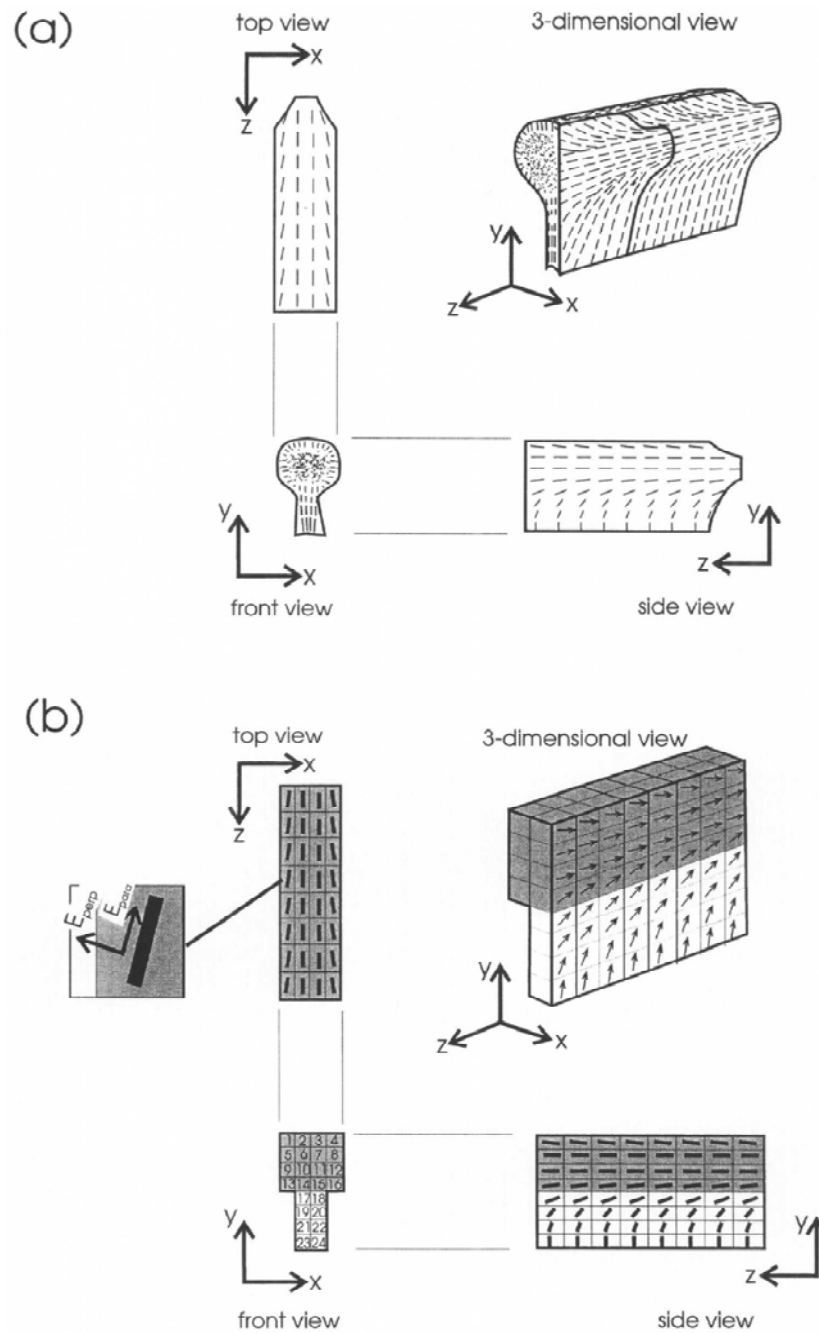 (a)
top view
3-dimensional view
x
z
y
z
x
y
x
front view
y
z
side view
(b)
top view
3-dimensional view
x
z
E perp
E para
y
z
x
1 2 3 4
5 6 7 8
9 10 11 12
13 14 15 16
17 18
19 20
21 22
23 24
y
x
front view
y
z
side view